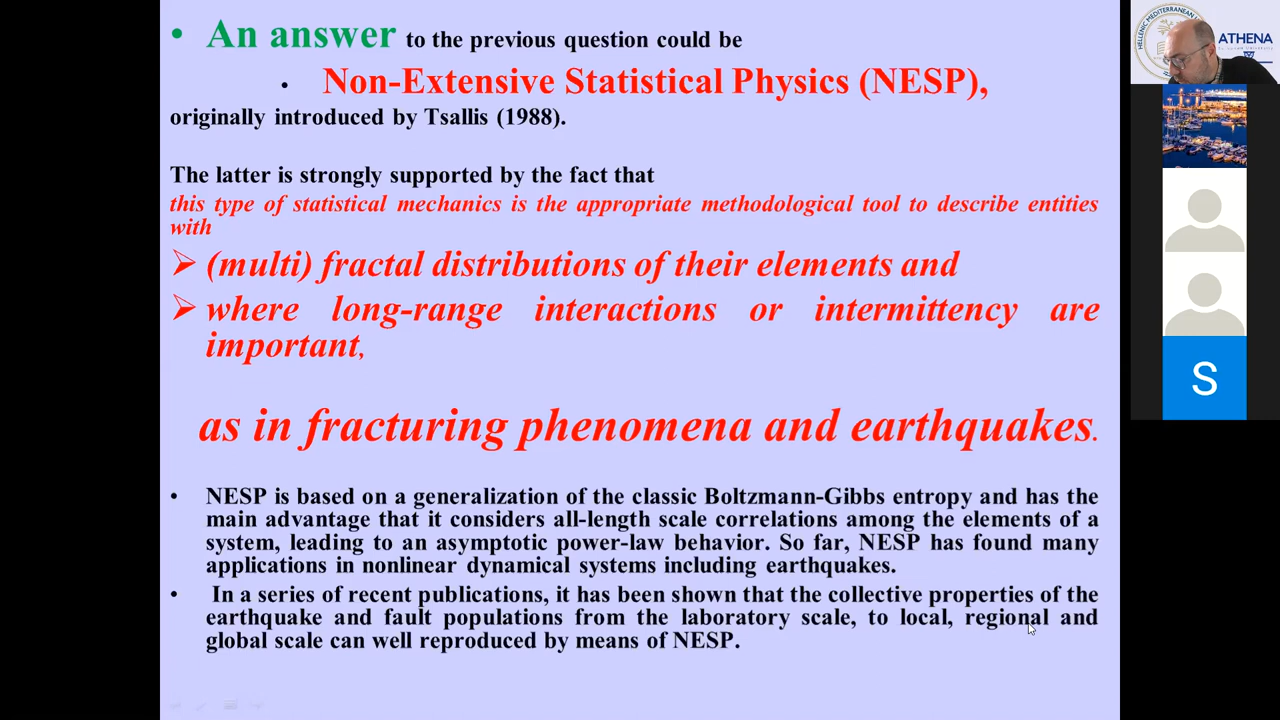 • An answer to the previous question could be
• Non-Extensive Statistical Physics (NESP),
originally introduced by Tsallis (1988).
The latter is strongly supported by the fact that
this type of statistical mechanics is the appropriate methodological tool to describe entities
with
➢ (multi) fractal distributions of their elements and
➢ where long-range interactions or intermittency are
important,
as in fracturing phenomena and earthquakes.
• NESP is based on a generalization of the classic Boltzmann-Gibbs entropy and has the
main advantage that it considers all-length scale correlations among the elements of a
system, leading to an asymptotic power-law behavior. So far, NESP has found many
applications in nonlinear dynamical systems including earthquakes.
• In a series of recent publications, it has been shown that the collective properties of the
earthquake and fault populations from the laboratory scale, to local, regional and
global scale can well reproduced by means of NESP.
HELLENIC MEDITERRANEAN
ATHENA
S